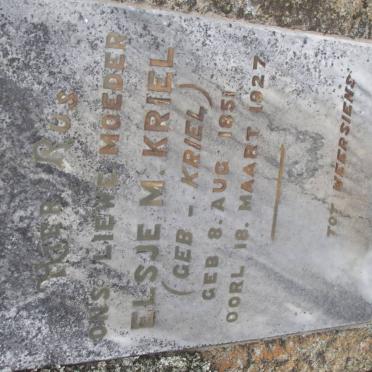 HIER RUS
ONS LIEWE MOEDER
ELSJE M. KRIEL
(GEB - KRIEL)
GEB 8. AUG 1851
OORL 18. MAART 1927
TOT WEERSIENS